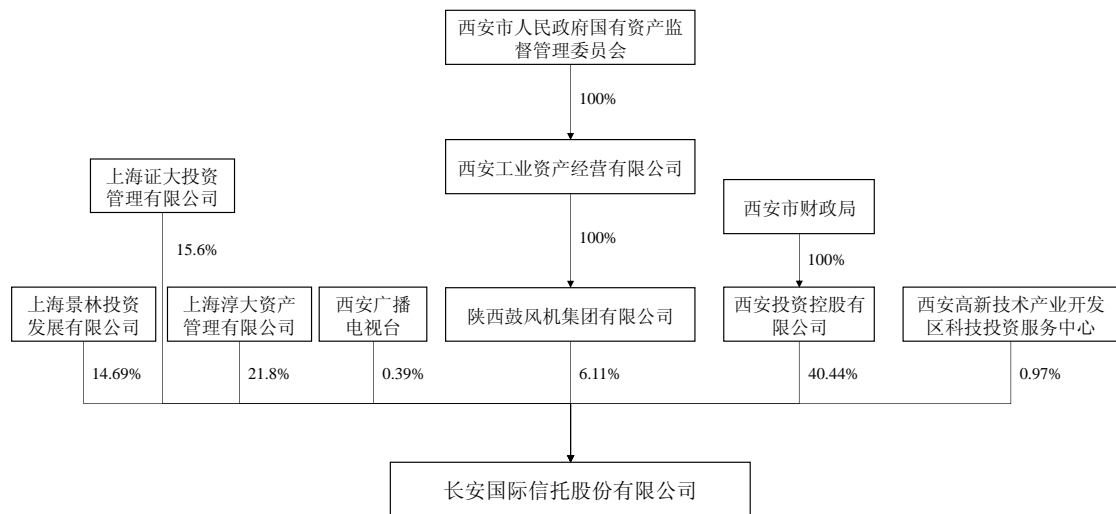 西安市人民政府国有资产监
督管理委员会
100%
西安工业资产经营有限公司
上海证大投资
管理有限公司
西安市财政局
15.6%
100%
100%
上海景林投资
发展有限公司
上海淳大资产
管理有限公司
西安广播
电视台
陕西鼓风机集团有限公司
西安投资控股有
限公司
西安高新技术产业开发
区科技投资服务中心
14.69%
21.8%
0.39%
6.11%
40.44%
0.97%
长安国际信托股份有限公司